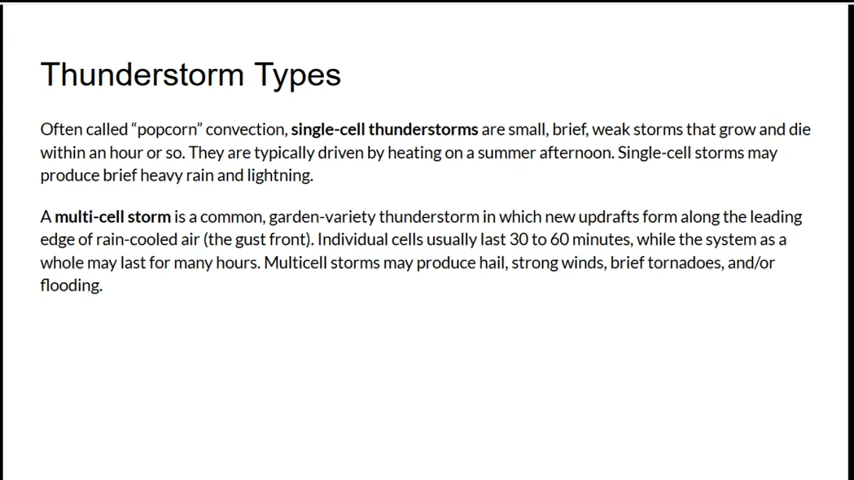 Thunderstorm Types
Often called “popcorn” convection, single-cell thunderstorms are small, brief, weak storms that grow and die
within an hour or so. They are typically driven by heating on a summer afternoon. Single-cell storms may
produce brief heavy rain and lightning.
A multi-cell storm is a common, garden-variety thunderstorm in which new updrafts form along the leading
edge of rain-cooled air (the gust front). Individual cells usually last 30 to 60 minutes, while the system as a
whole may last for many hours. Multicell storms may produce hail, strong winds, brief tornadoes, and/or
flooding.